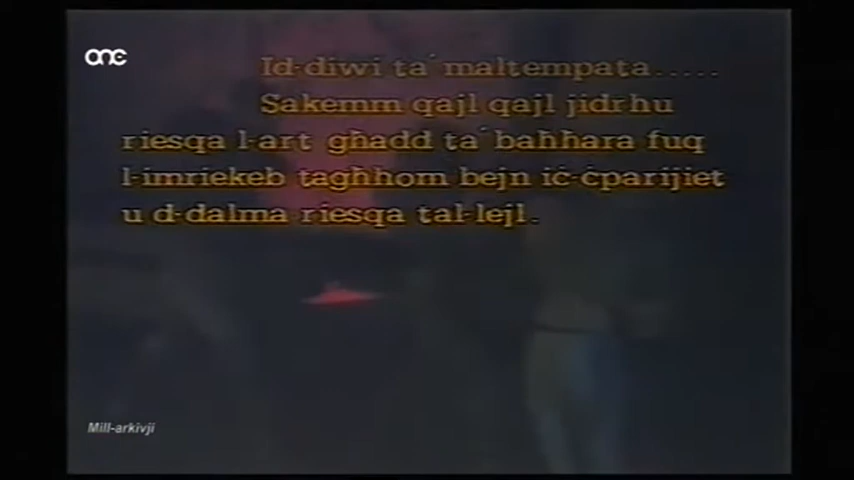 one
Id-diwi ta' maltempata.....
Sakemm qajl qajl jidrhu
riesqa l-art għadd ta' baħħara fuq
l-imriekeb tagħhom bejn iċ-ċparijiet
u d-dalma riesqa tal-lejl.
Mill-arkivji